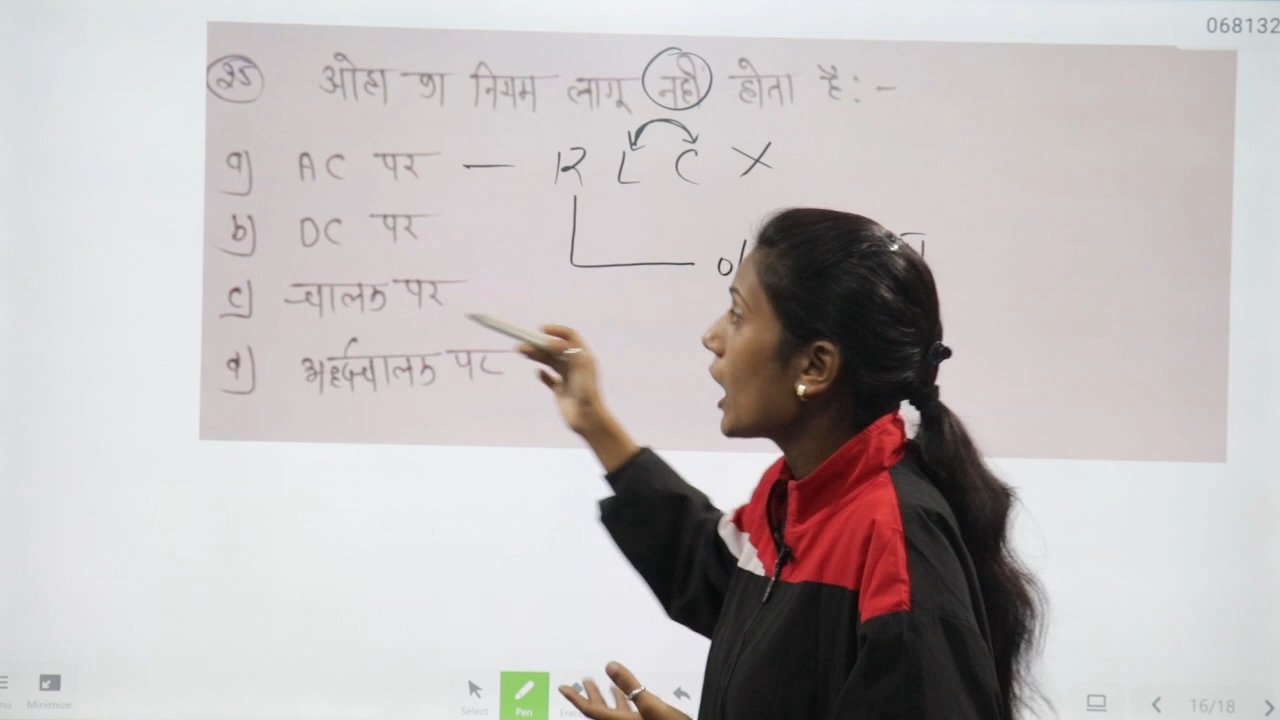 068132
25 ओह्म का नियम लागू नहीं होता है:-
a) AC पर — R L C X
b) DC पर
c) चालक पर
d) अर्द्धचालक पर
Minimize
Select
Pen
16/18